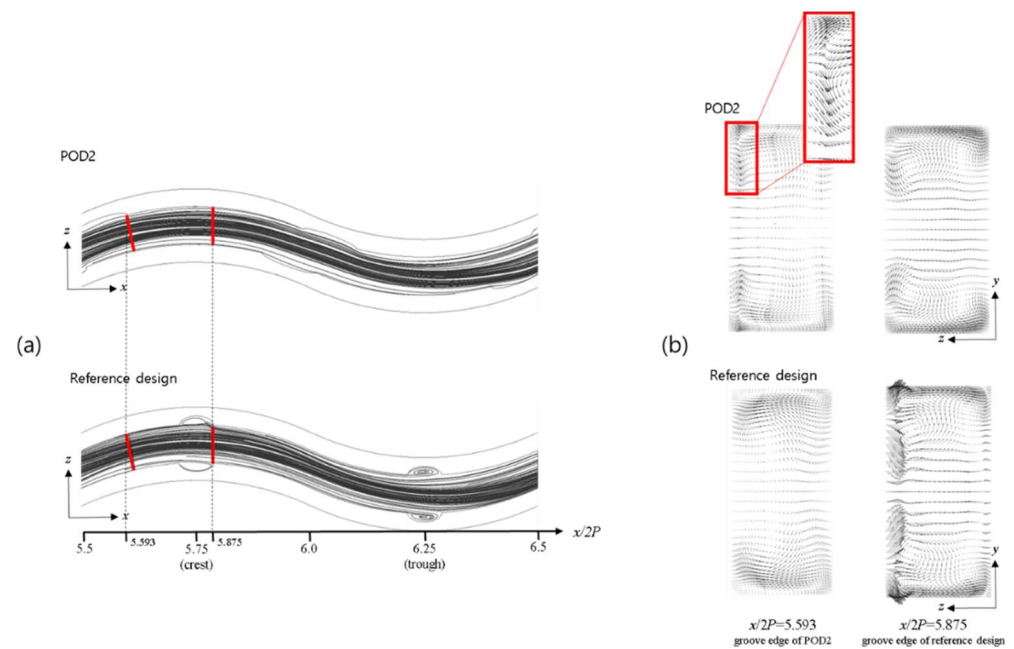 POD2
z
x
(a)
Reference design
z
x
x/2P
5.5
5.593
5.75
5.875
6.0
6.25
6.5
(crest)
(trough)
POD2
y
z
(b)
Reference design
y
z
x/2P=5.593
groove edge of POD2
x/2P=5.875
groove edge of reference design